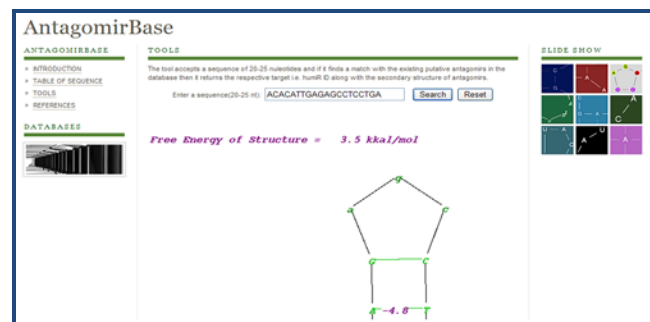 AntagomirBase
ANTAGOMIRBASE
» INTRODUCTION
» TABLE OF SEQUENCE
» TOOLS
» REFERENCES
DATABASES
TOOLS
The tool accepts a sequence of 20-25 nuleotides and if it finds a match with the existing putative antagomirs in the
database then it returns the respective target i.e. humiR ID along with the secondary structure of antagomirs.
Enter a sequence(20-25 nt): ACACATTGAGAGCCTCCTGA Search Reset
Free Energy of Structure = 3.5 kkal/mol
g
a c
G C
A -4.8 T
SLIDE SHOW